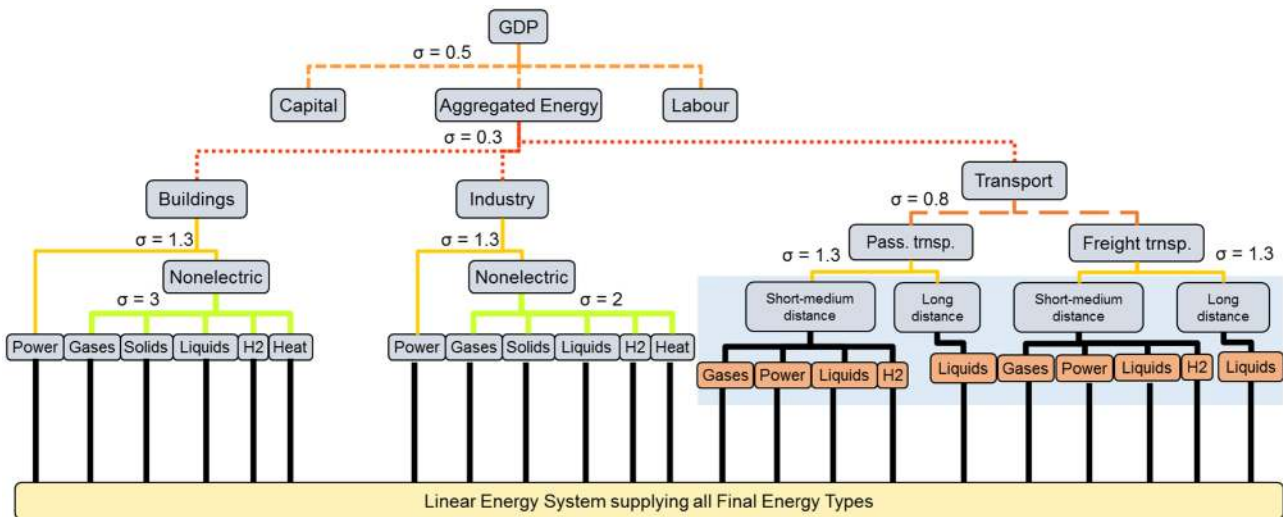 GDP
σ = 0.5
Capital
Aggregated Energy
Labour
σ = 0.3
Buildings
Industry
Transport
σ = 0.8
σ = 1.3
σ = 1.3
Pass. trnsp.
Freight trnsp.
σ = 1.3
σ = 1.3
Nonelectric
Nonelectric
σ = 3
σ = 2
Short-medium
distance
Long
distance
Short-medium
distance
Long
distance
Power
Gases
Solids
Liquids
H2
Heat
Power
Gases
Solids
Liquids
H2
Heat
Gases
Power
Liquids
H2
Liquids
Gases
Power
Liquids
H2
Liquids
Linear Energy System supplying all Final Energy Types